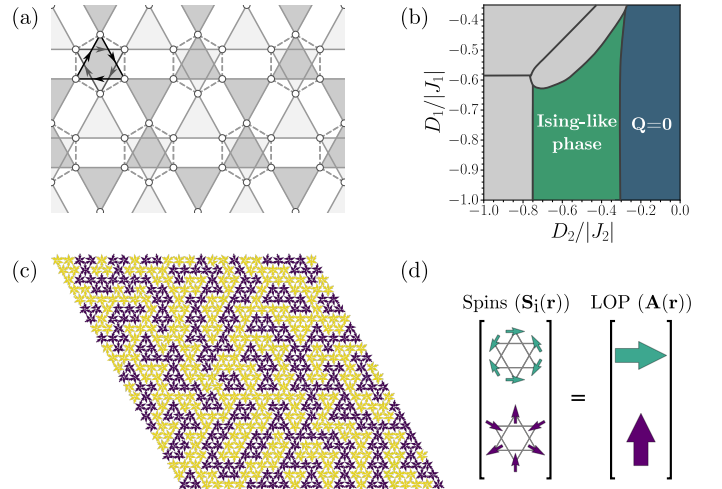 (a)
(b)
−0.4
−0.5
−0.6
−0.7
−0.8
−0.9
−1.0
D₁/|J₁|
Ising-like
phase
Q=0
−1.0 −0.8 −0.6 −0.4 −0.2 0.0
D₂/|J₂|
(c)
(d)
Spins (Sᵢ(r)) LOP (A(r))
=